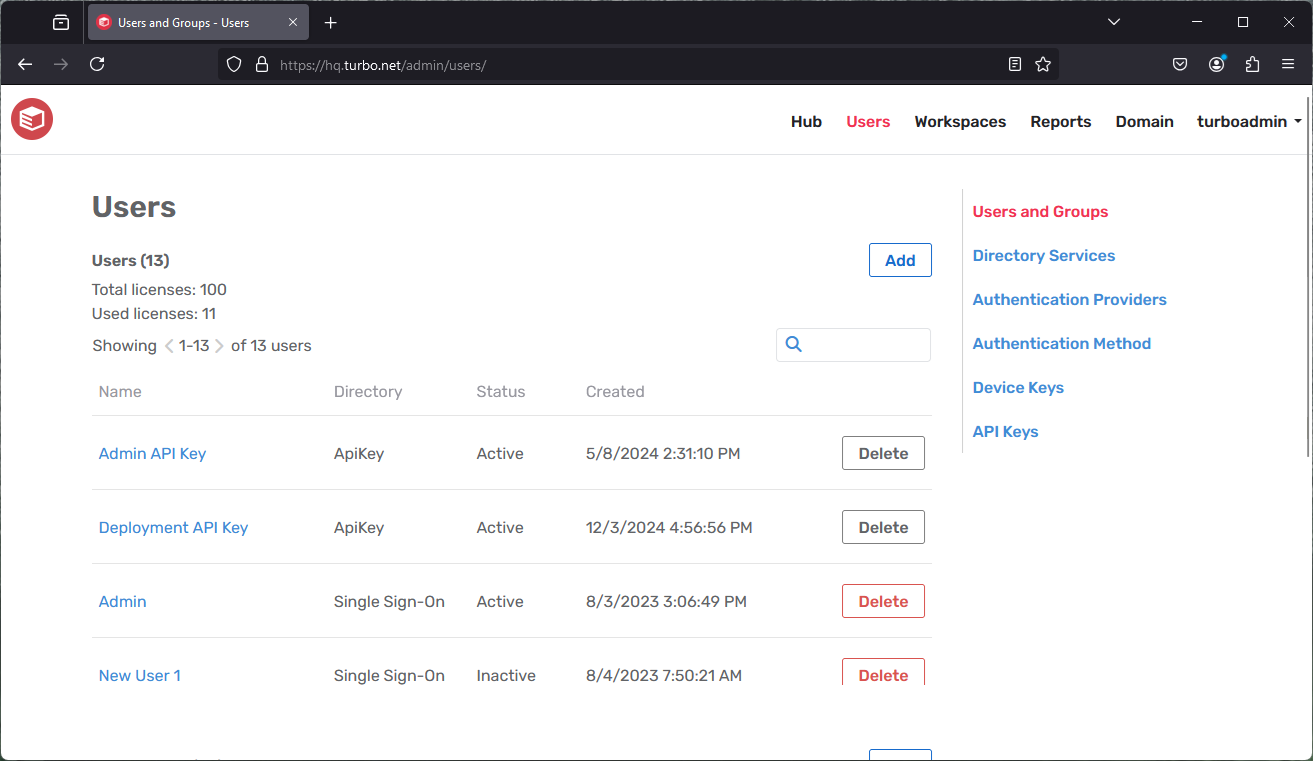 Users and Groups - Users
https://hq.turbo.net/admin/users/
Hub Users Workspaces Reports Domain turboadmin
Users
Users (13) Add
Total licenses: 100
Used licenses: 11
Showing 1-13 of 13 users
Name Directory Status Created
Admin API Key ApiKey Active 5/8/2024 2:31:10 PM Delete
Deployment API Key ApiKey Active 12/3/2024 4:56:56 PM Delete
Admin Single Sign-On Active 8/3/2023 3:06:49 PM Delete
New User 1 Single Sign-On Inactive 8/4/2023 7:50:21 AM Delete
Users and Groups
Directory Services
Authentication Providers
Authentication Method
Device Keys
API Keys